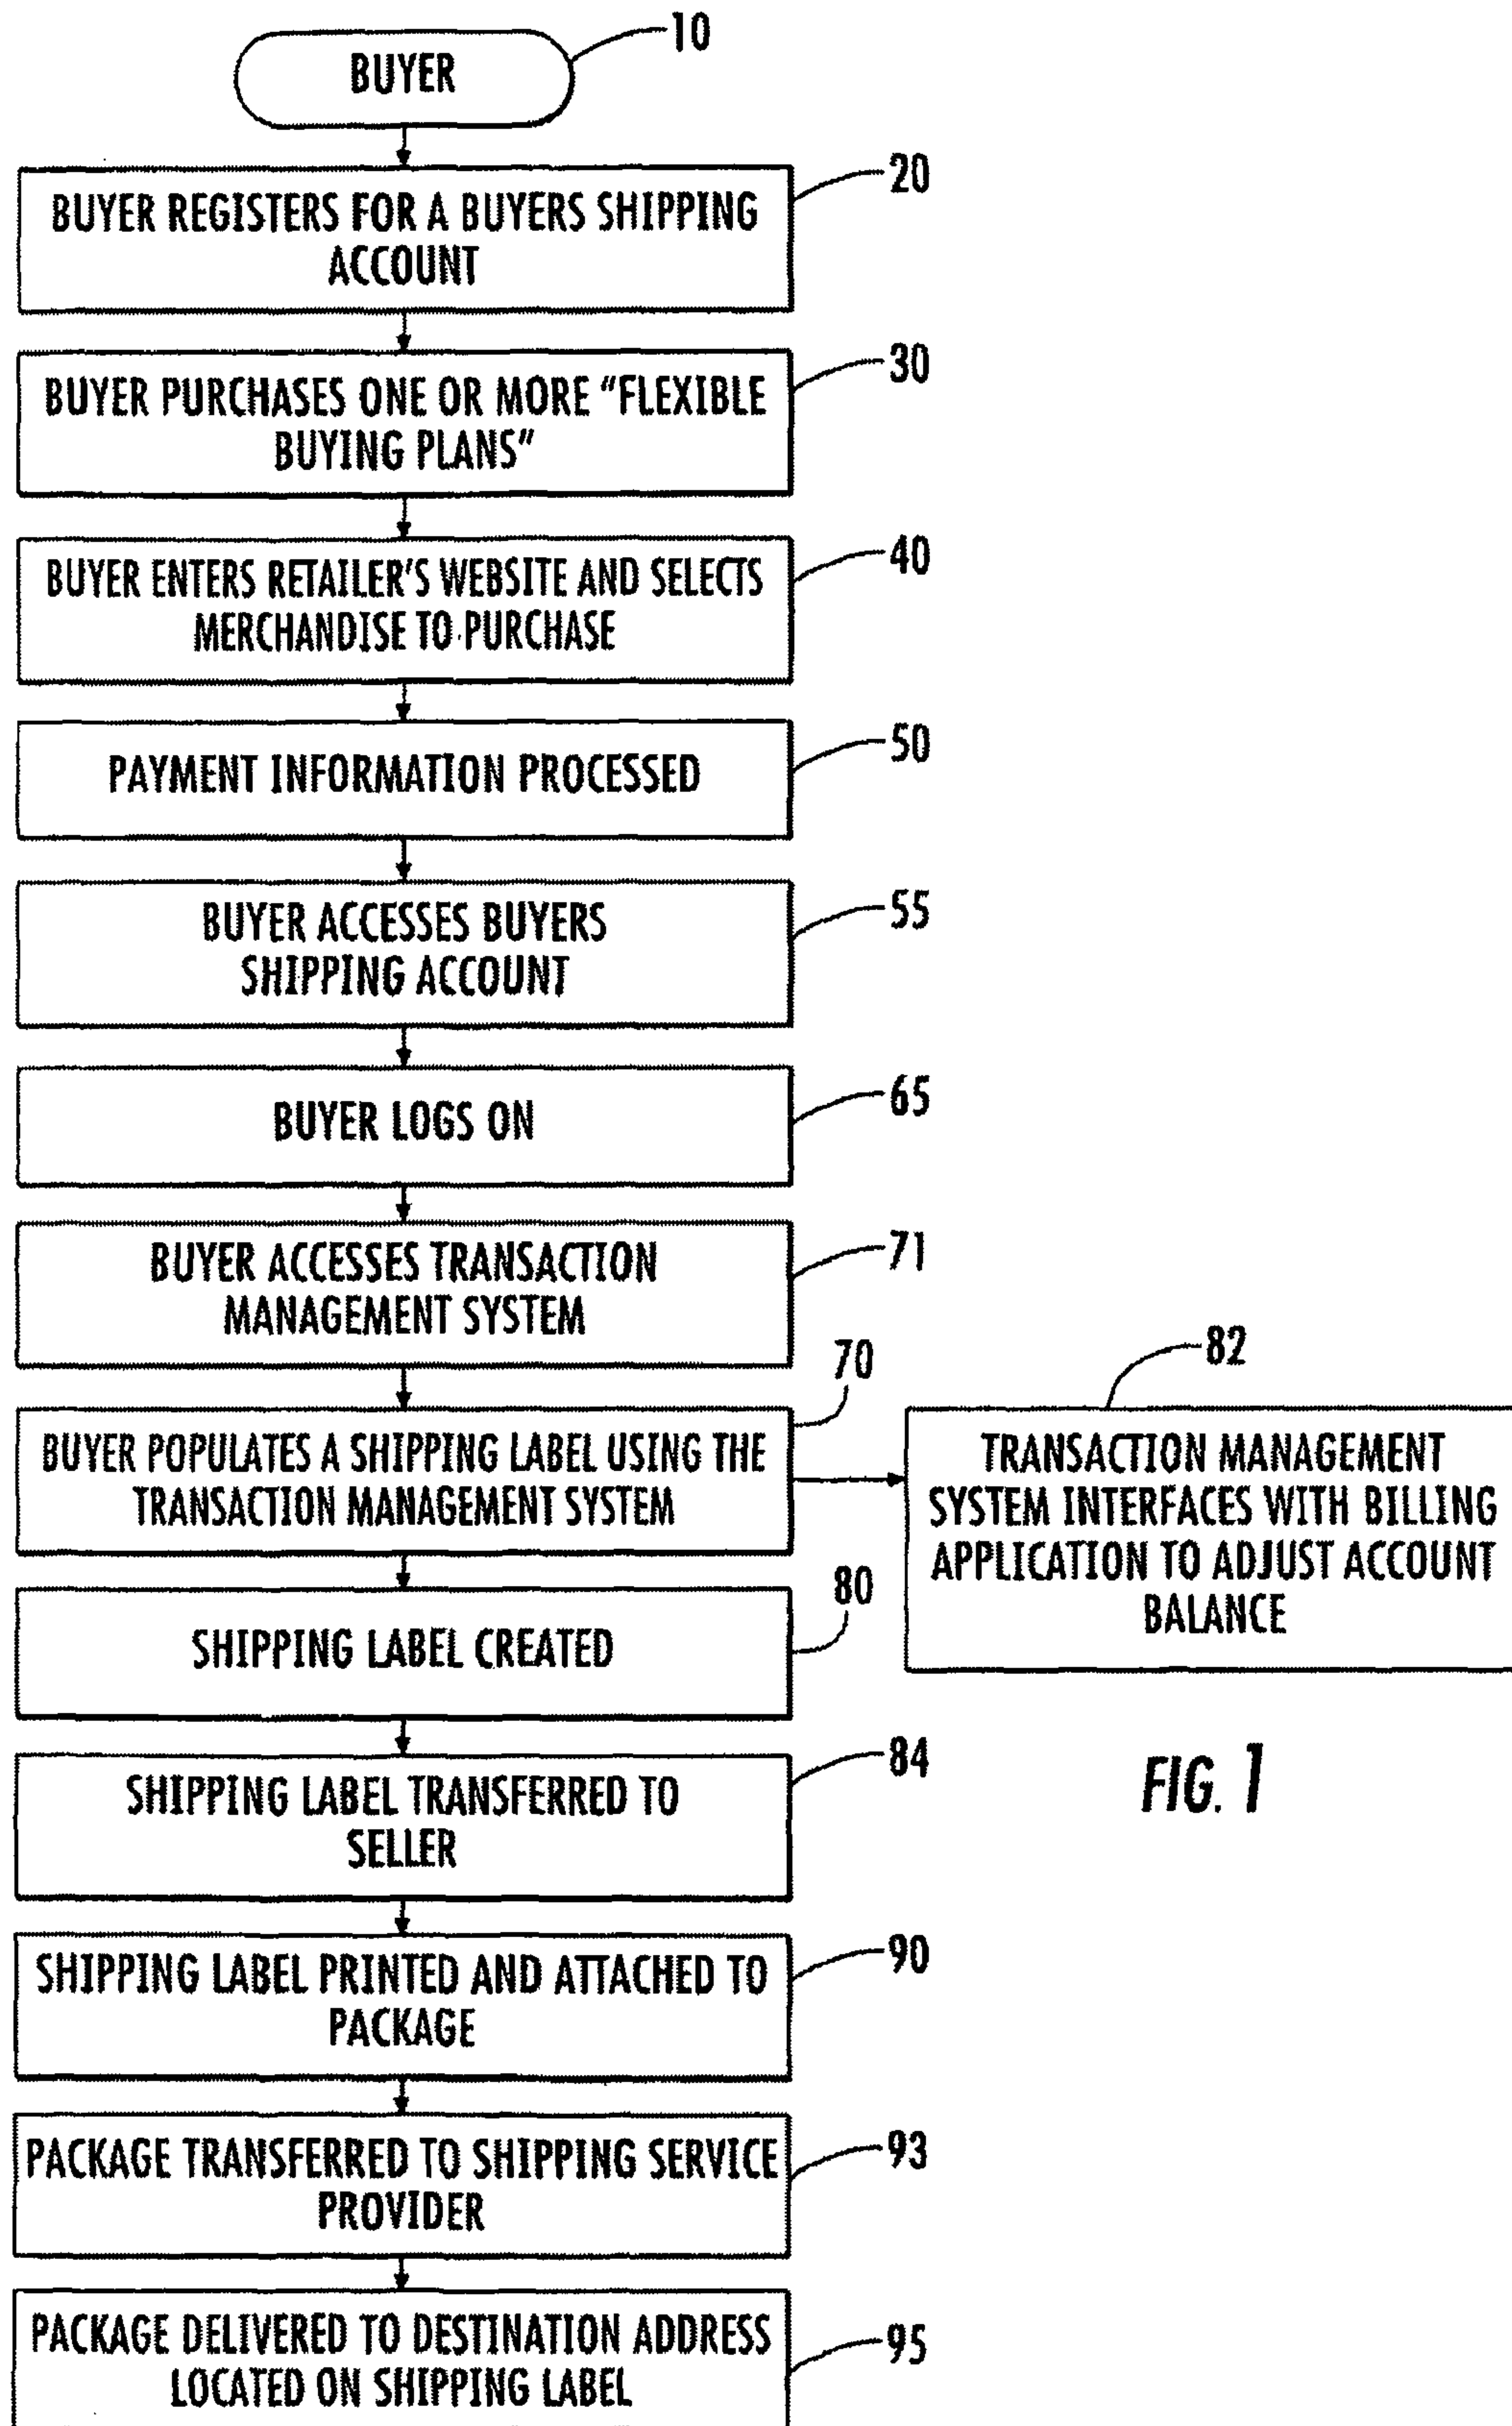 10
BUYER
20
BUYER REGISTERS FOR A BUYERS SHIPPING
ACCOUNT
30
BUYER PURCHASES ONE OR MORE "FLEXIBLE
BUYING PLANS"
40
BUYER ENTERS RETAILER'S WEBSITE AND SELECTS
MERCHANDISE TO PURCHASE
50
PAYMENT INFORMATION PROCESSED
55
BUYER ACCESSES BUYERS
SHIPPING ACCOUNT
65
BUYER LOGS ON
71
BUYER ACCESSES TRANSACTION
MANAGEMENT SYSTEM
70
BUYER POPULATES A SHIPPING LABEL USING THE
TRANSACTION MANAGEMENT SYSTEM
82
TRANSACTION MANAGEMENT
SYSTEM INTERFACES WITH BILLING
APPLICATION TO ADJUST ACCOUNT
BALANCE
80
SHIPPING LABEL CREATED
84
SHIPPING LABEL TRANSFERRED TO
SELLER
FIG. 1
90
SHIPPING LABEL PRINTED AND ATTACHED TO
PACKAGE
93
PACKAGE TRANSFERRED TO SHIPPING SERVICE
PROVIDER
95
PACKAGE DELIVERED TO DESTINATION ADDRESS
LOCATED ON SHIPPING LABEL